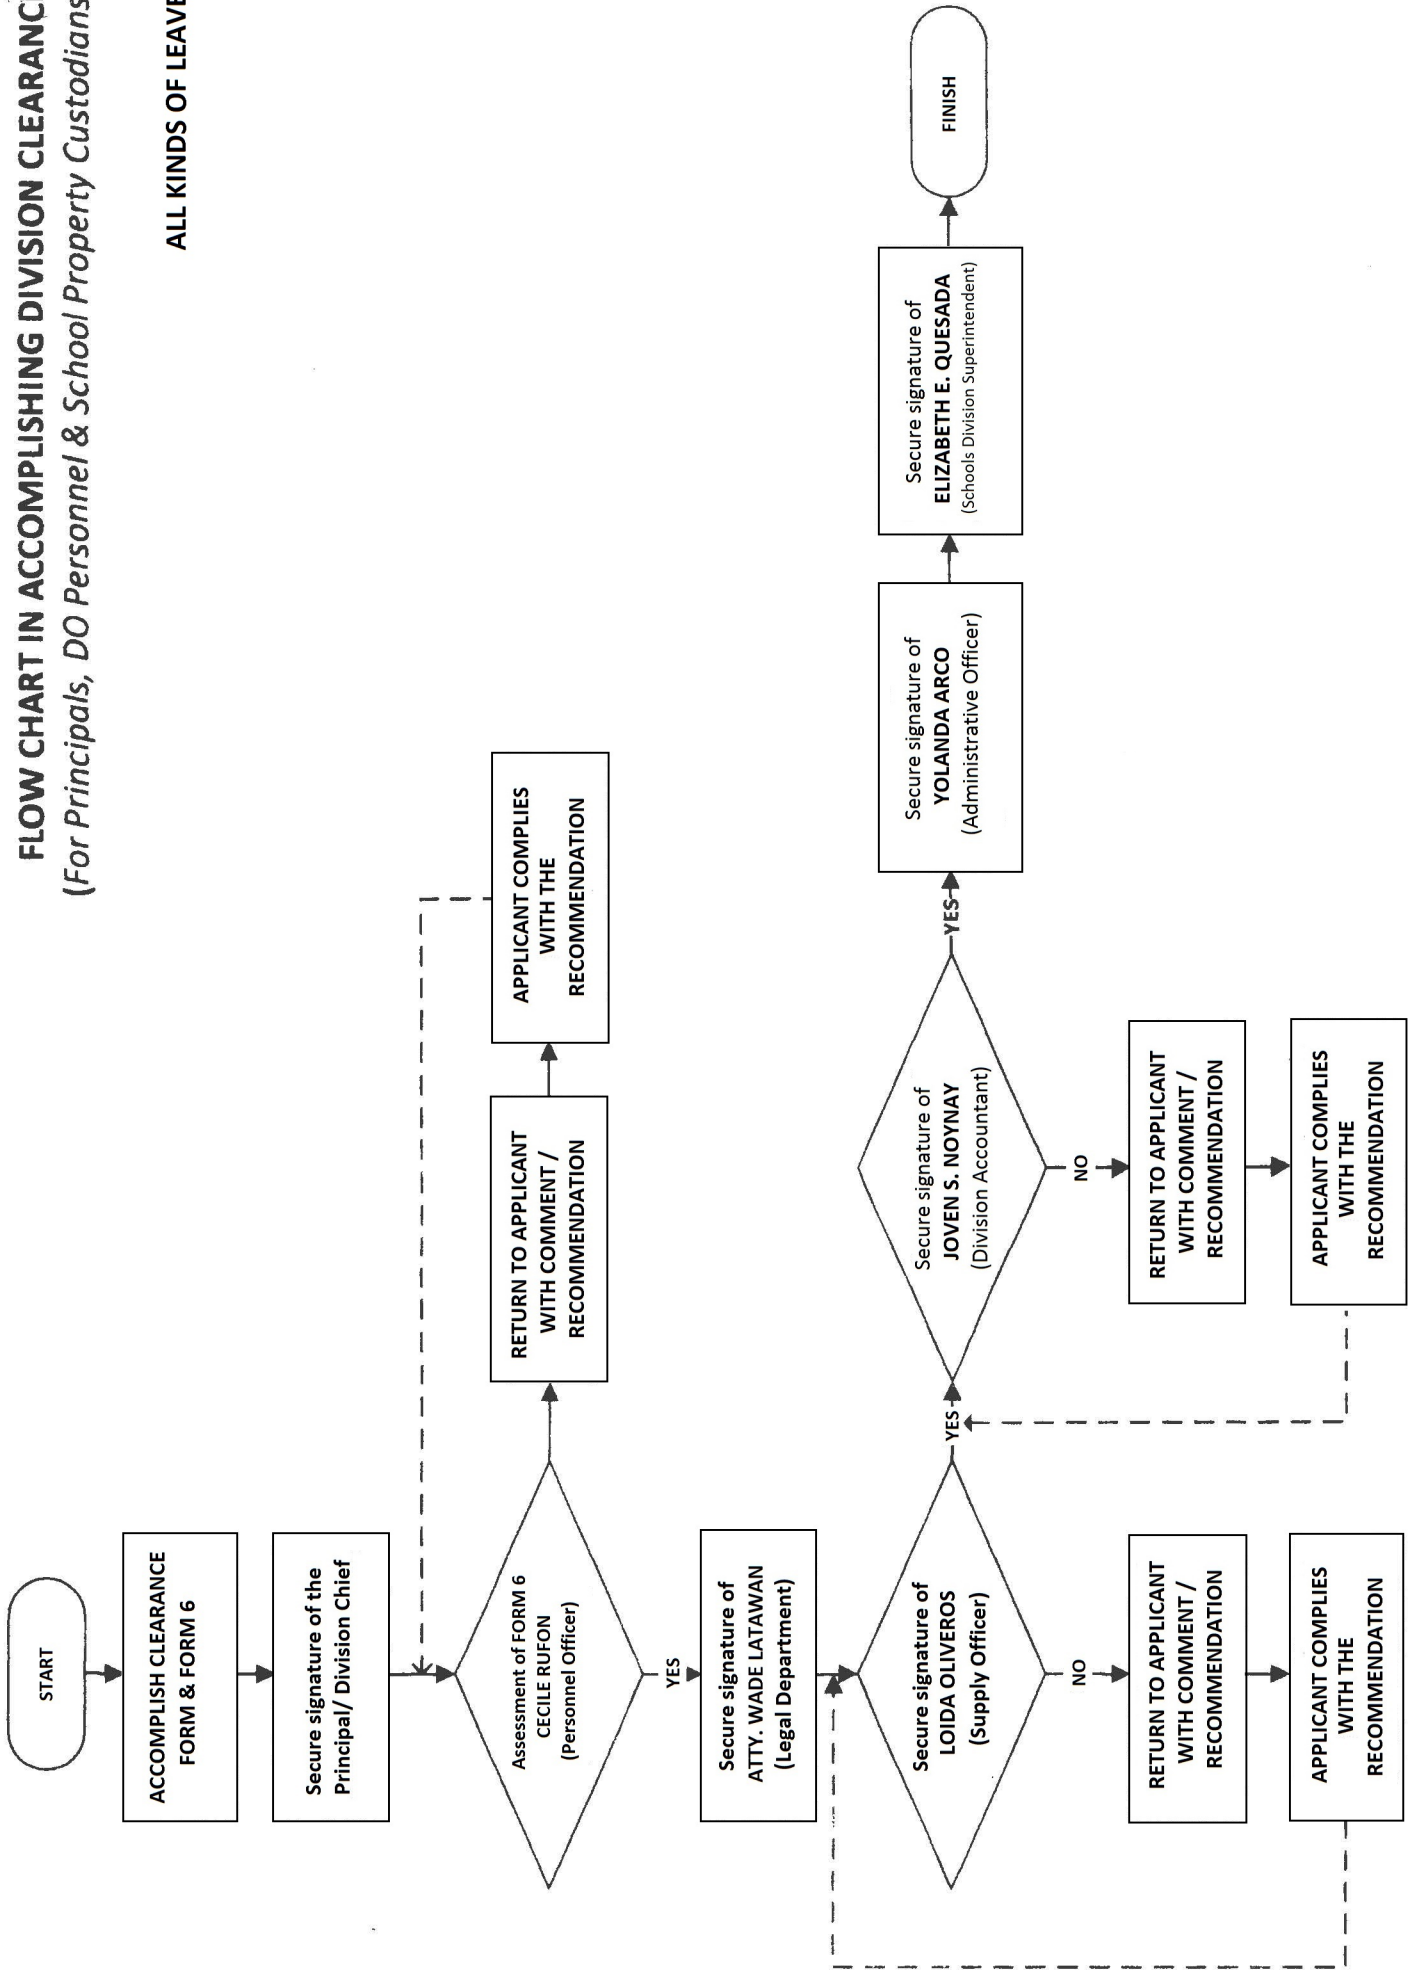 FLOW CHART IN ACCOMPLISHING DIVISION CLEARANC
(For Principals, DO Personnel & School Property Custodians
ALL KINDS OF LEAVE
START
ACCOMPLISH CLEARANCE
FORM & FORM 6
Secure signature of the
Principal/ Division Chief
Assessment of FORM 6
CECILE RUFON
(Personnel Officer)
RETURN TO APPLICANT
WITH COMMENT /
RECOMMENDATION
APPLICANT COMPLIES
WITH THE
RECOMMENDATION
YES
Secure signature of
ATTY. WADE LATAWAN
(Legal Department)
Secure signature of
LOIDA OLIVEROS
(Supply Officer)
NO
RETURN TO APPLICANT
WITH COMMENT /
RECOMMENDATION
APPLICANT COMPLIES
WITH THE
RECOMMENDATION
YES
Secure signature of
JOVEN S. NOYNAY
(Division Accountant)
NO
RETURN TO APPLICANT
WITH COMMENT /
RECOMMENDATION
APPLICANT COMPLIES
WITH THE
RECOMMENDATION
YES
Secure signature of
YOLANDA ARCO
(Administrative Officer)
Secure signature of
ELIZABETH E. QUESADA
(Schools Division Superintendent)
FINISH